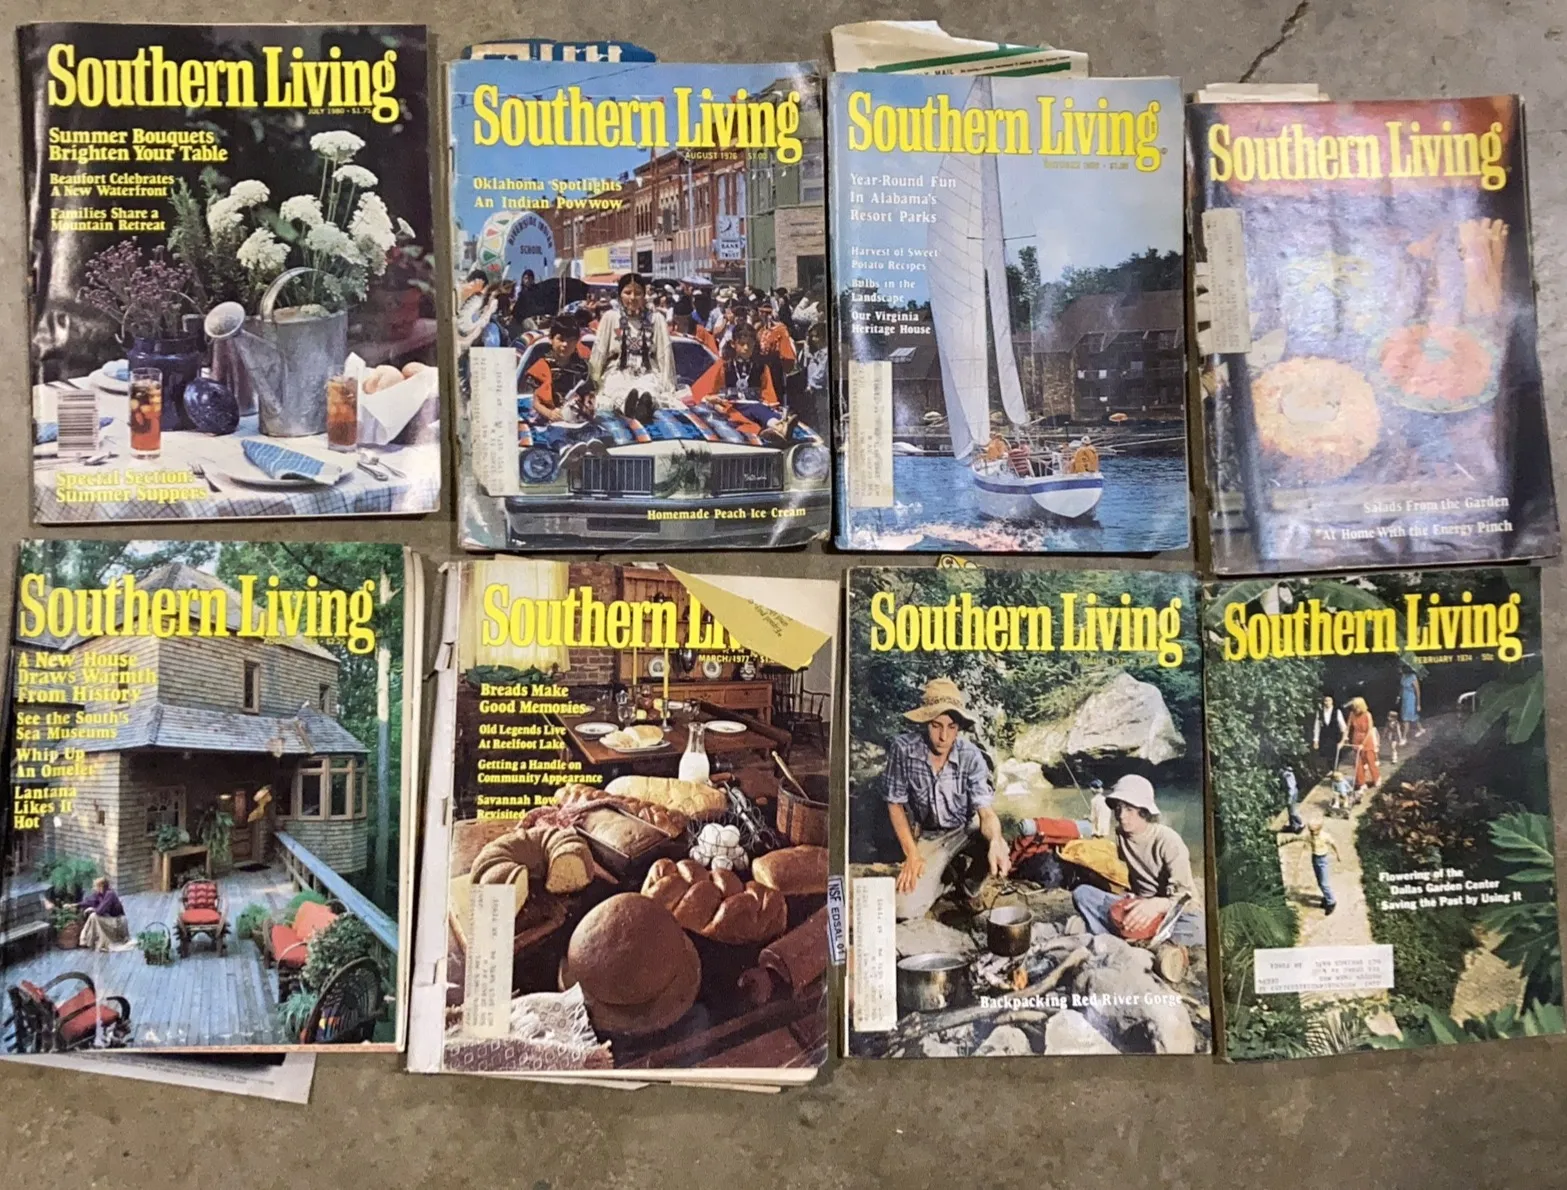 Southern Living
JULY 1980 • $1.75
Summer Bouquets
Brighten Your Table
Beaufort Celebrates
A New Waterfront
Families Share a
Mountain Retreat
Special Section:
Summer Suppers
Southern Living
AUGUST 1976 $1.00
Oklahoma Spotlights
An Indian Powwow
SCHOOL
Homemade Peach Ice Cream
MAIL
Southern Living
Year-Round Fun
In Alabama's
Resort Parks
Harvest of Sweet
Potato Recipes
Bulbs in the
Landscape
Our Virginia
Heritage House
Southern Living
Salads From the Garden
At Home With the Energy Pinch
Southern Living
A New House
Draws Warmth
From History
See the South's
Sea Museums
Whip Up
An Omelet
Lantana
Likes It
Hot
Southern Li
MARCH 1977
Breads Make
Good Memories
Old Legends Live
At Reelfoot Lake
Getting a Handle on
Community Appearance
Savannah Row
Revisited
Southern Living
Backpacking Red River Gorge
Southern Living
FEBRUARY 1974 50¢
Flowering of the
Dallas Garden Center
Saving the Past by Using It